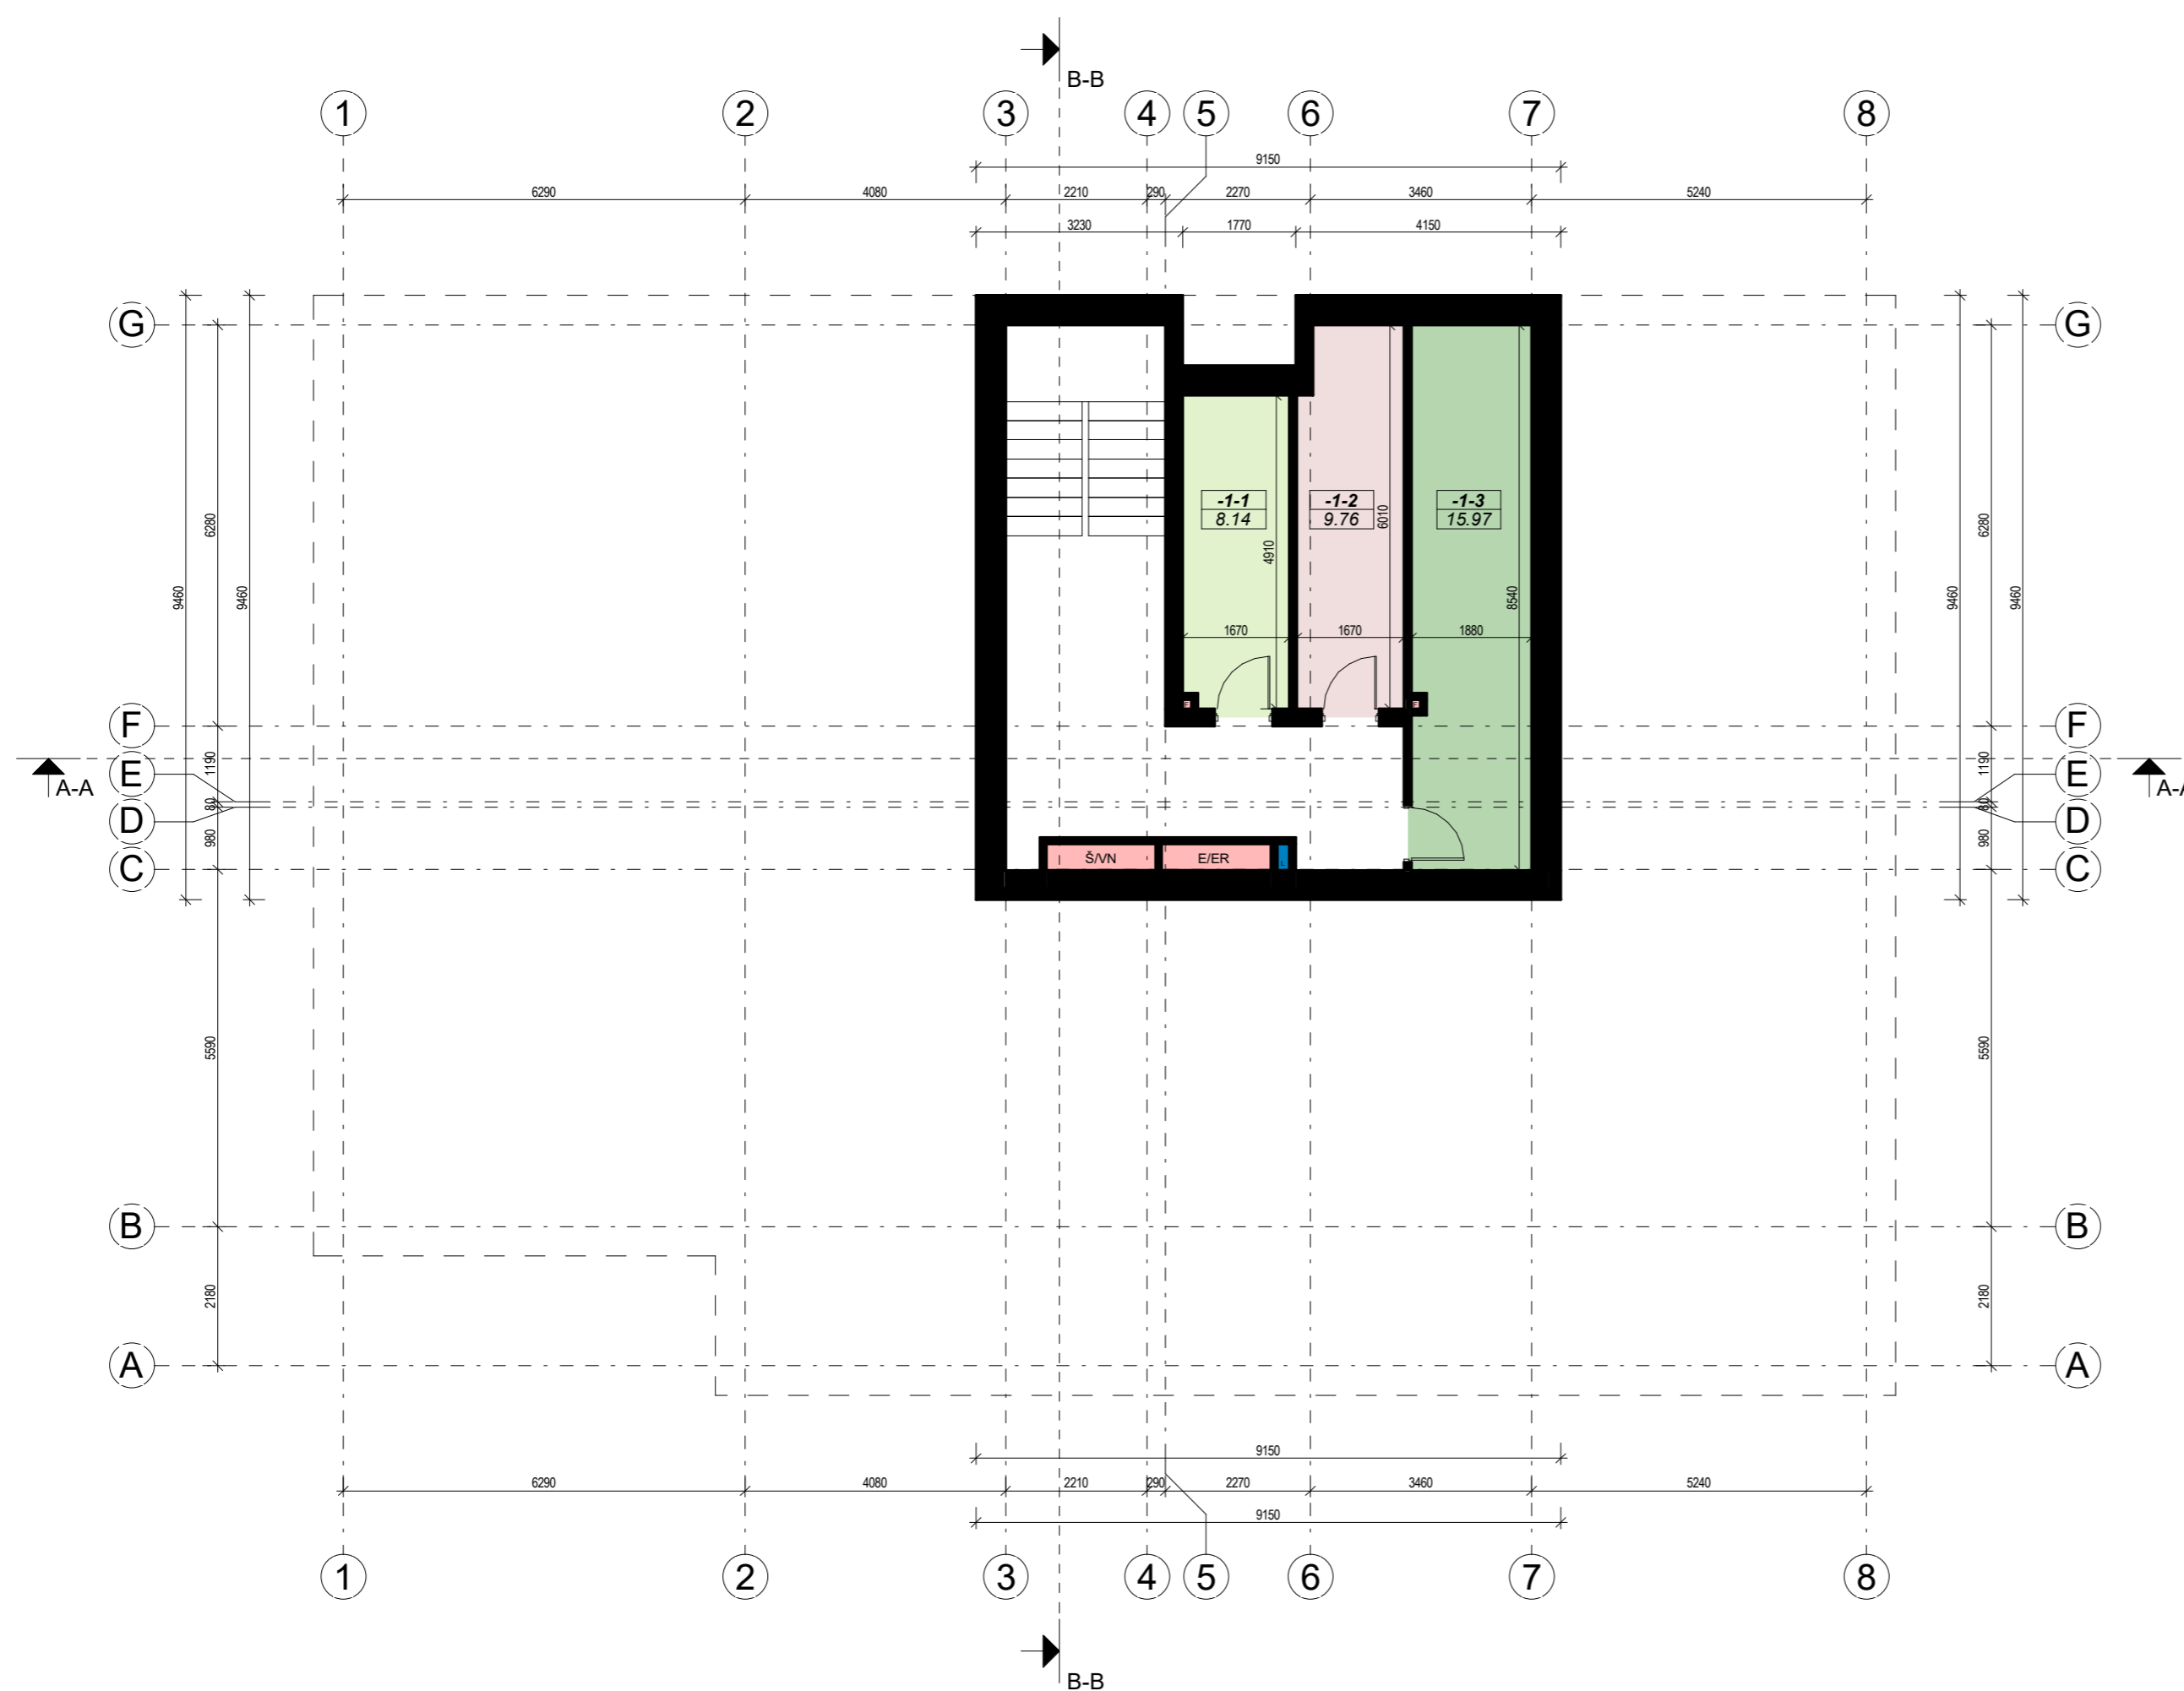 B-B
1 2 3 4 5 6 7 8
9150
6290 4080 2210 290 2270 3460 5240
3230 1770 4150
G G
-1-1 -1-2 -1-3
8.14 9.76 15.97
6280 4910 6010 6280
9460 9460 8540 9460 9460
1670 1670 1880
F F
1190 1190
E E
A-A A-A
80 80
D D
980 980
C Š/VN E/ER C
5590 5590
B B
2180 2180
A A
9150
6290 4080 2210 290 2270 3460 5240
9150
1 2 3 4 5 6 7 8
B-B